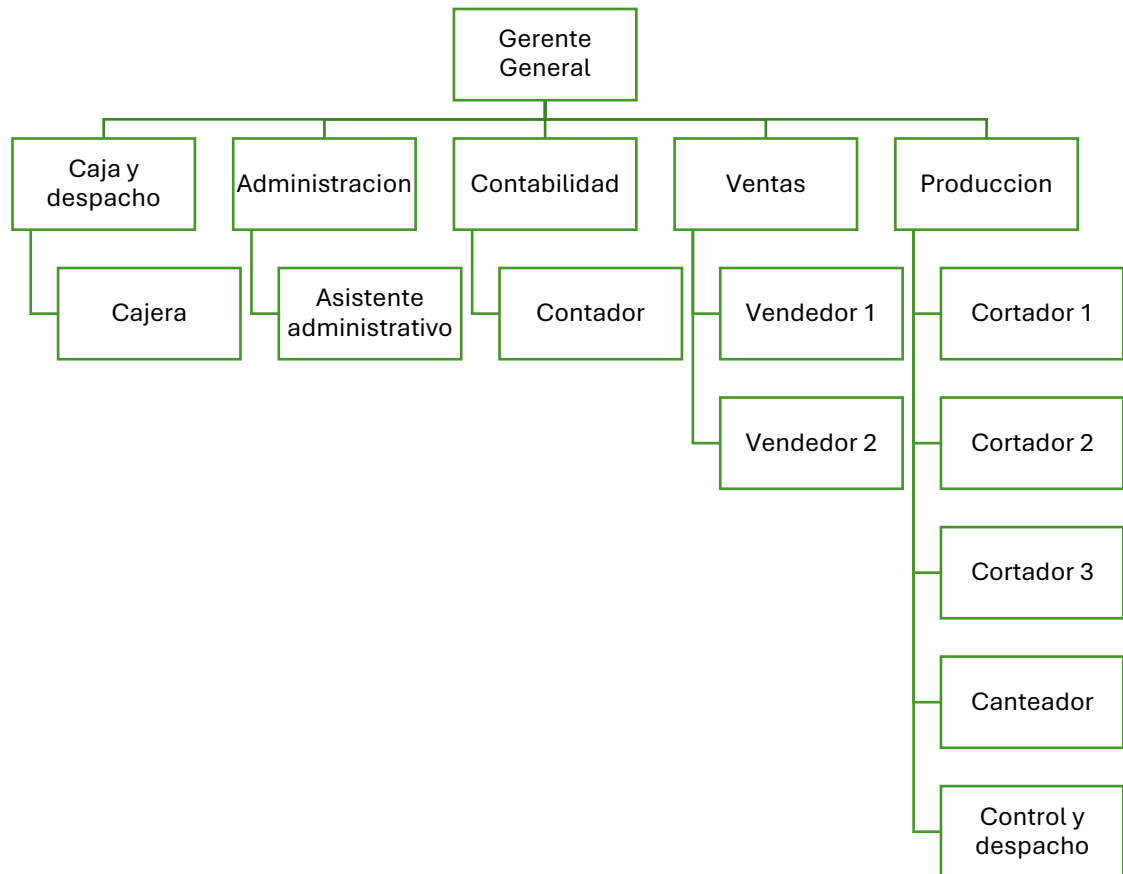 Gerente
General
Caja y
despacho
Administracion
Contabilidad
Ventas
Produccion
Cajera
Asistente
administrativo
Contador
Vendedor 1
Cortador 1
Vendedor 2
Cortador 2
Cortador 3
Canteador
Control y
despacho